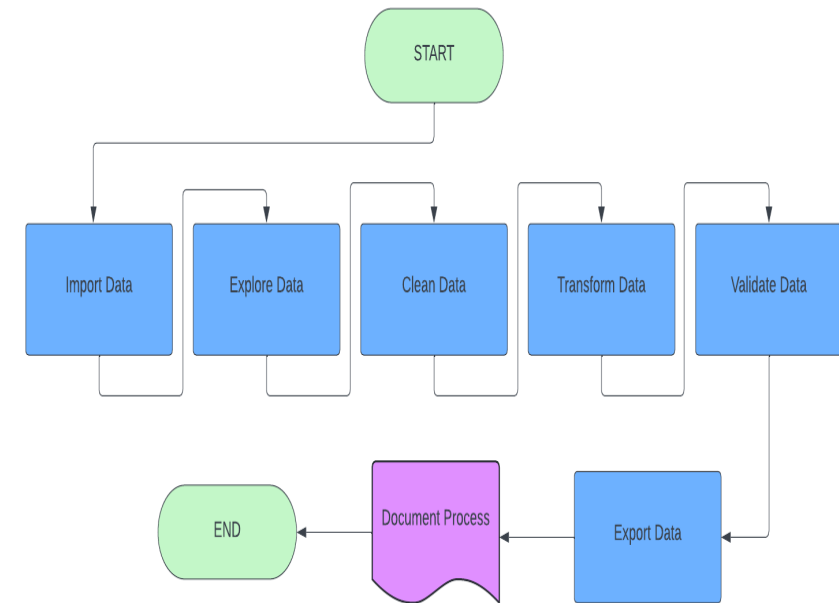 START
Import Data
Explore Data
Clean Data
Transform Data
Validate Data
Export Data
Document Process
END